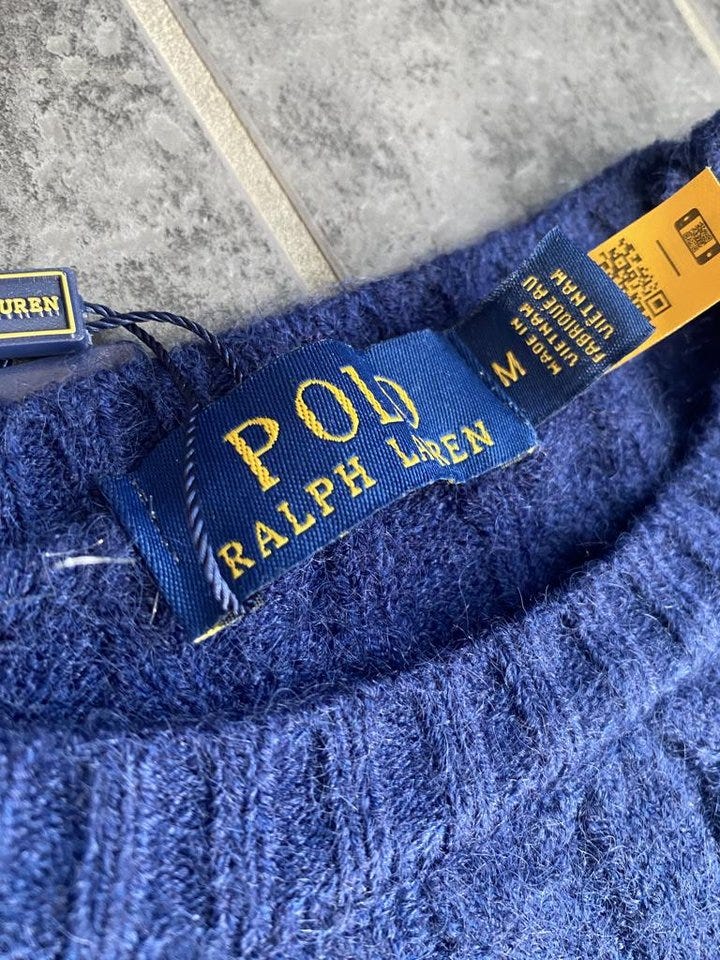 UREN
POLO
RALPH LAUREN
M
MADE IN
VIETNAM
FABRIQUE AU
VIETNAM